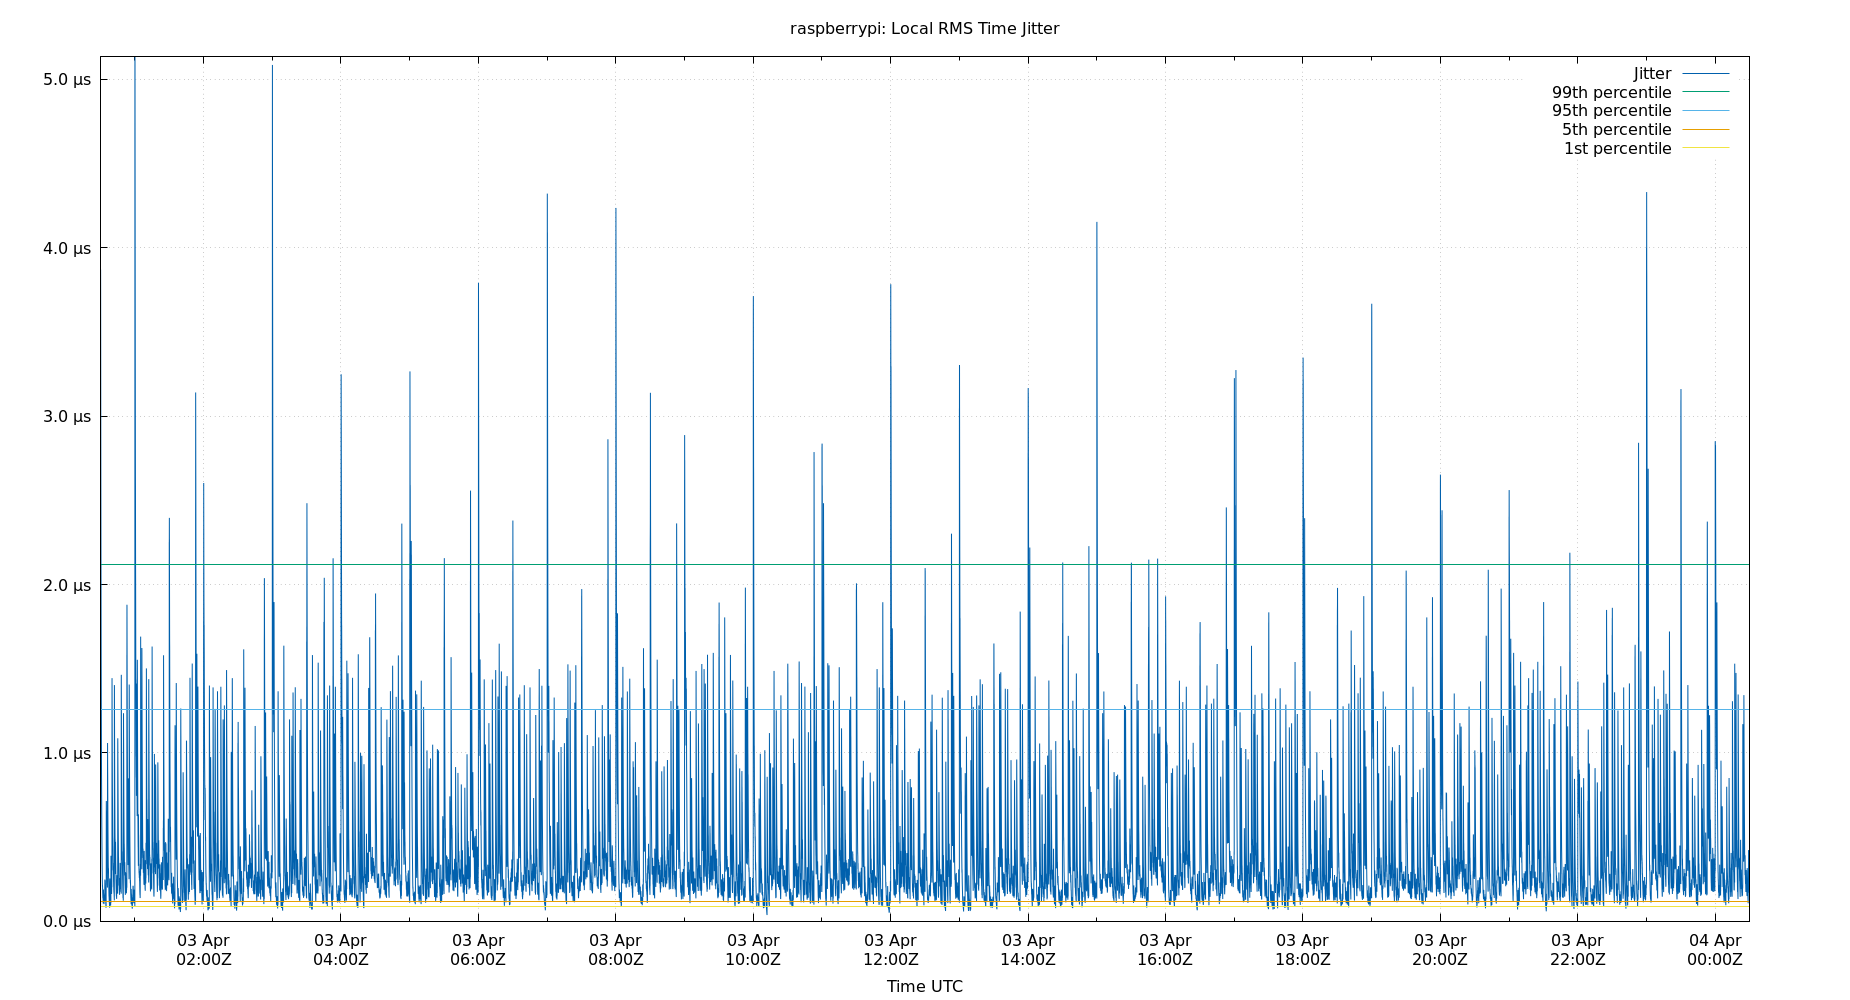 raspberrypi: Local RMS Time Jitter
5.0 µs
4.0 µs
3.0 µs
2.0 µs
1.0 µs
0.0 µs
Jitter
99th percentile
95th percentile
5th percentile
1st percentile
03 Apr 03 Apr 03 Apr 03 Apr 03 Apr 03 Apr 03 Apr 03 Apr 03 Apr 03 Apr 03 Apr 04 Apr
02:00Z 04:00Z 06:00Z 08:00Z 10:00Z 12:00Z 14:00Z 16:00Z 18:00Z 20:00Z 22:00Z 00:00Z
Time UTC